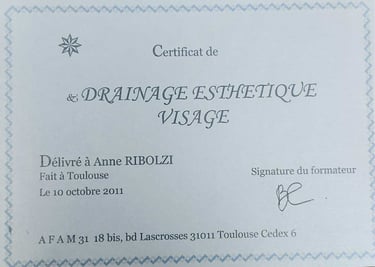 Certificat de
& DRAINAGE ESTHETIQUE
VISAGE
Délivré à Anne RIBOLZI
Fait à Toulouse
Le 10 octobre 2011
Signature du formateur
A F A M 31 18 bis, bd Lascrosses 31011 Toulouse Cedex 6